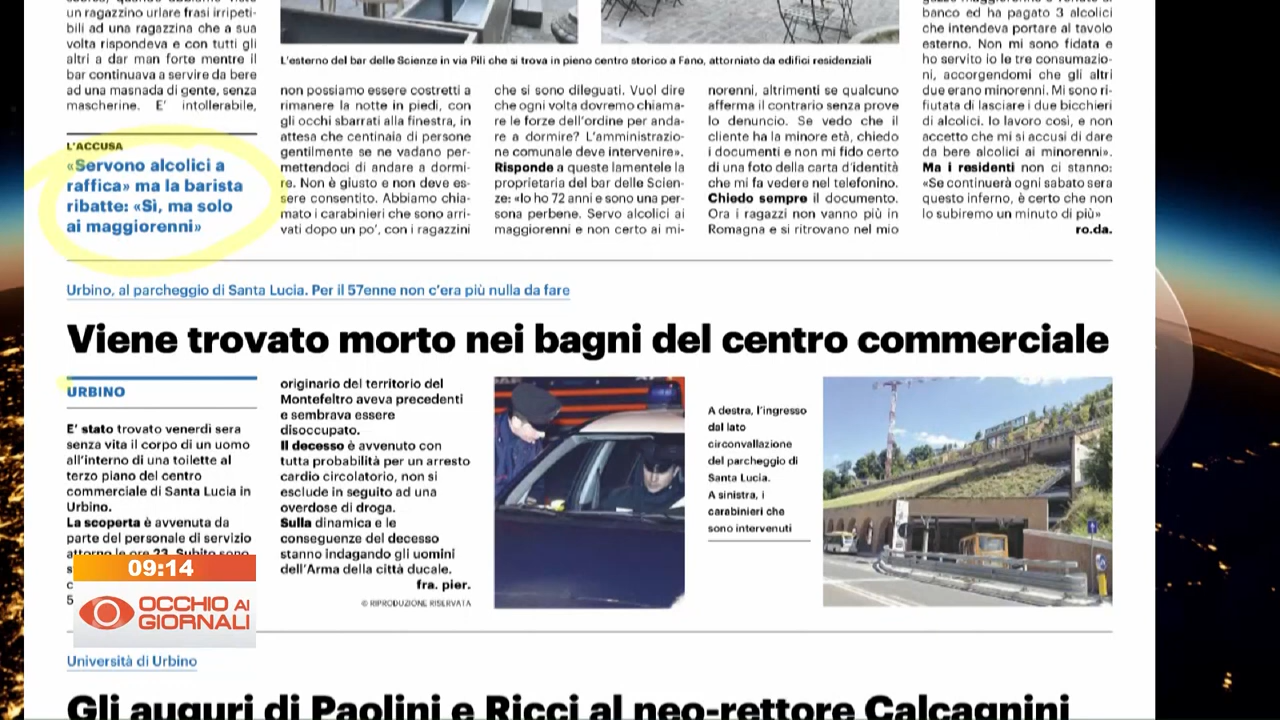 un ragazzino urlare frasi irripeti-
bili ad una ragazzina che a sua
volta rispondeva e con tutti gli
altri a dar man forte mentre il
bar continuava a servire da bere
ad una masnada di gente, senza
mascherine. E' intollerabile,
L'ACCUSA
«Servono alcolici a
raffica» ma la barista
ribatte: «Sì, ma solo
ai maggiorenni»
L'esterno del bar delle Scienze in via Pili che si trova in pieno centro storico a Fano, attorniato da edifici residenziali
non possiamo essere costretti a
rimanere la notte in piedi, con
gli occhi sbarrati alla finestra, in
attesa che centinaia di persone
gentilmente se ne vadano per-
mettendoci di andare a dormi-
re. Non è giusto e non deve es-
sere consentito. Abbiamo chia-
mato i carabinieri che sono arri-
vati dopo un po', con i ragazzini
che si sono dileguati. Vuol dire
che ogni volta dovremo chiama-
re le forze dell'ordine per anda-
re a dormire? L'amministrazio-
ne comunale deve intervenire».
Risponde a queste lamentele la
proprietaria del bar delle Scien-
ze: «Io ho 72 anni e sono una per-
sona perbene. Servo alcolici ai
maggiorenni e non certo ai mi-
norenni, altrimenti se qualcuno
afferma il contrario senza prove
lo denuncio. Se vedo che il
cliente ha la minore età, chiedo
i documenti e non mi fido certo
di una foto della carta d'identità
che mi fa vedere nel telefonino.
Chiedo sempre il documento.
Ora i ragazzi non vanno più in
Romagna e si ritrovano nel mio
banco ed ha pagato 3 alcolici
che intendeva portare al tavolo
esterno. Non mi sono fidata e
ho servito io le tre consumazio-
ni, accorgendomi che gli altri
due erano minorenni. Mi sono ri-
fiutata di lasciare i due bicchieri
di alcolici. Io lavoro così, e non
accetto che mi si accusi di dare
da bere alcolici ai minorenni».
Ma i residenti non ci stanno:
«Se continuerà ogni sabato sera
questo inferno, è certo che non
lo subiremo un minuto di più»
ro.da.
Urbino, al parcheggio di Santa Lucia. Per il 57enne non c'era più nulla da fare
Viene trovato morto nei bagni del centro commerciale
URBINO
E' stato trovato venerdì sera
senza vita il corpo di un uomo
all'interno di una toilette al
terzo piano del centro
commerciale di Santa Lucia in
Urbino.
La scoperta è avvenuta da
parte del personale di servizio
attorno le ore 23. Subito sono
originario del territorio del
Montefeltro aveva precedenti
e sembrava essere
disoccupato.
Il decesso è avvenuto con
tutta probabilità per un arresto
cardio circolatorio, non si
esclude in seguito ad una
overdose di droga.
Sulla dinamica e le
conseguenze del decesso
stanno indagando gli uomini
dell'Arma della città ducale.
fra. pier.
© RIPRODUZIONE RISERVATA
A destra, l'ingresso
dal lato
circonvallazione
del parcheggio di
Santa Lucia.
A sinistra, i
carabinieri che
sono intervenuti
09:14
OCCHIO AI
GIORNALI
Università di Urbino
Gli auguri di Paolini e Ricci al neo-rettore Calcagnini